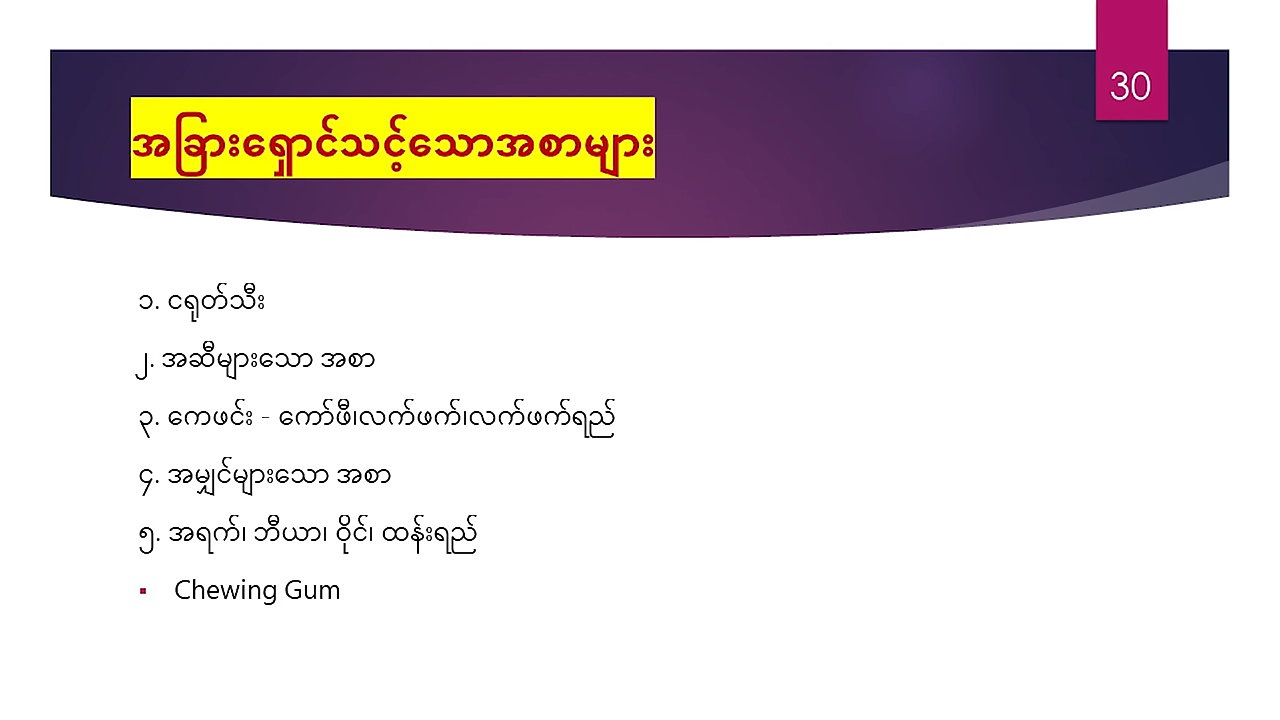 30
အခြားရှောင်သင့်သောအစာများ
၁. ငရုတ်သီး
၂. အဆီများသော အစာ
၃. ကေဖင်း - ကော်ဖီ၊လက်ဖက်၊လက်ဖက်ရည်
၄. အမျှင်များသော အစာ
၅. အရက်၊ ဘီယာ၊ ဝိုင်၊ ထန်းရည်
▪ Chewing Gum